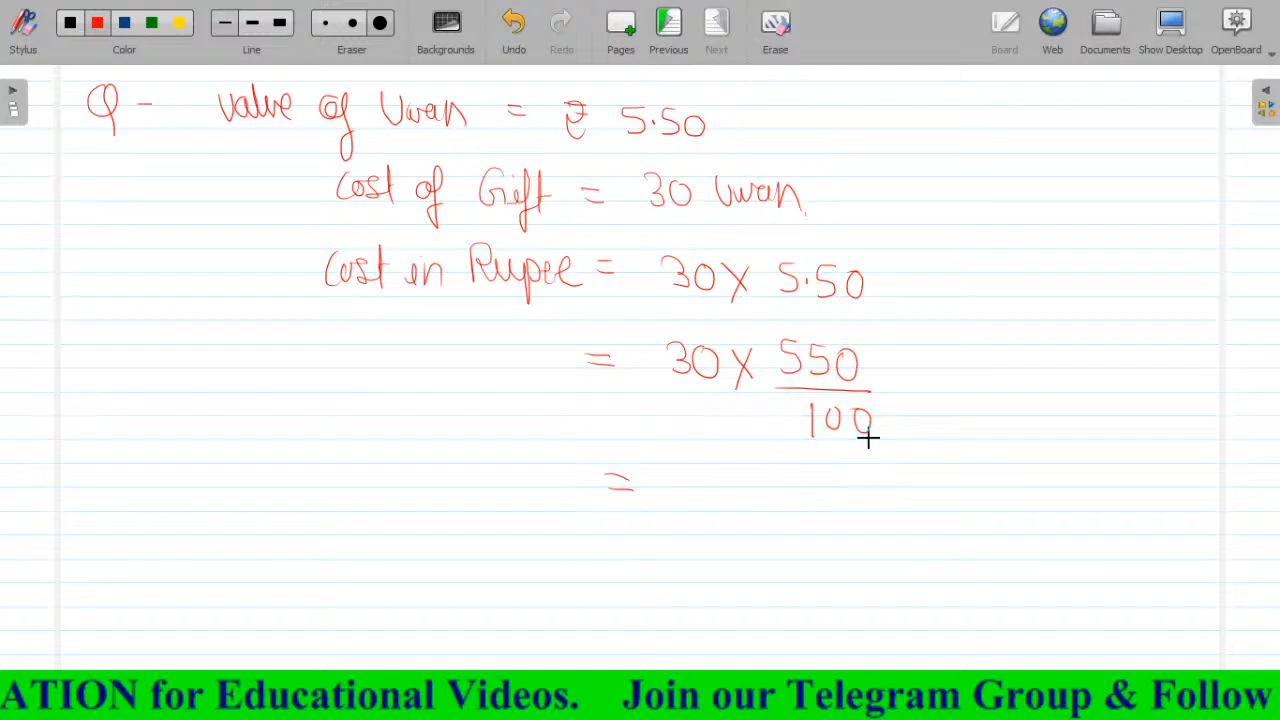 Stylus Color Line Eraser Backgrounds Undo Redo Pages Previous Next Erase Board Web Documents Show Desktop OpenBoard
Q - Value of Uwan = ₹ 5.50
Cost of Gift = 30 Uwan
Cost in Rupee = 30 X 5.50
= 30 X 550
100
=
ATION for Educational Videos. Join our Telegram Group & Follow